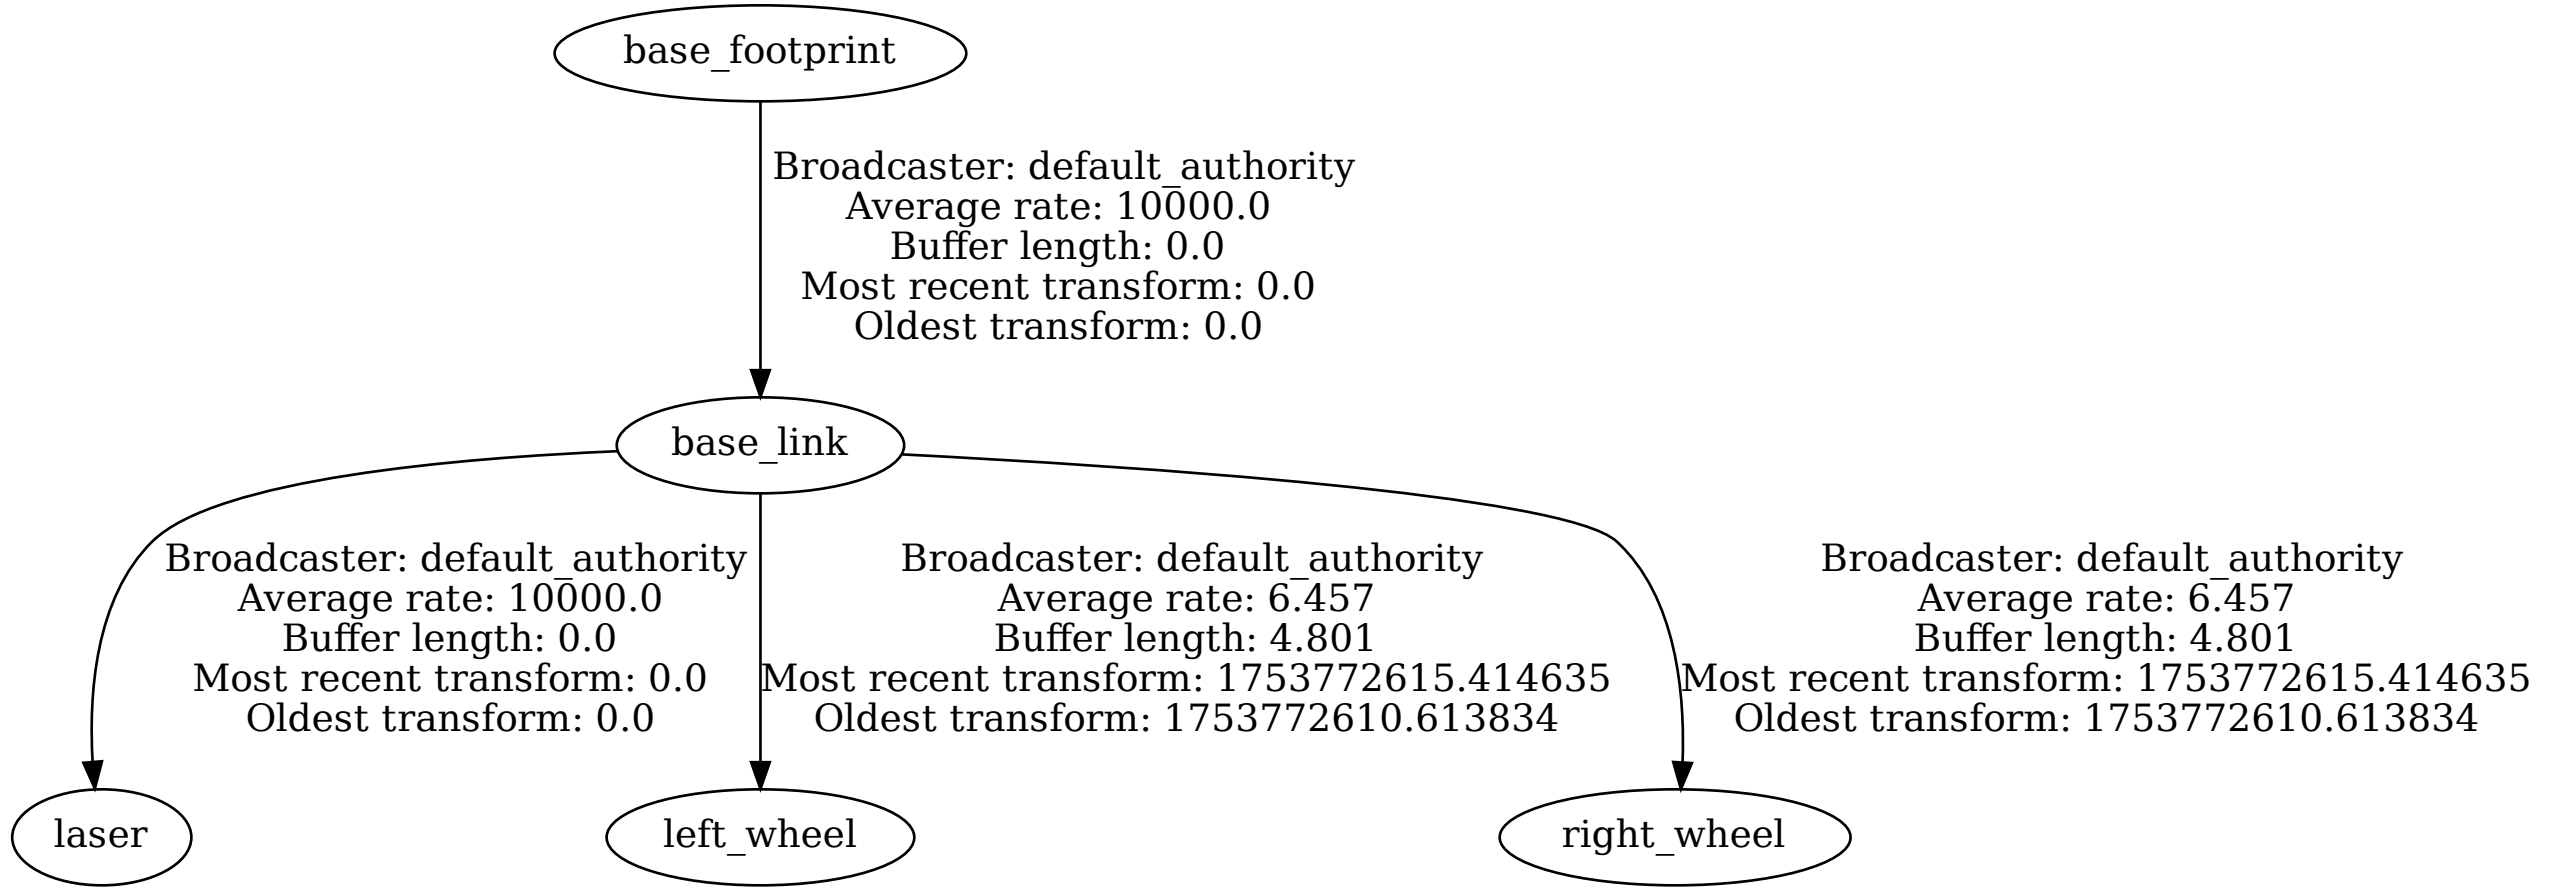 base_footprint
Broadcaster: default_authority
Average rate: 10000.0
Buffer length: 0.0
Most recent transform: 0.0
Oldest transform: 0.0
base_link
Broadcaster: default_authority
Average rate: 10000.0
Buffer length: 0.0
Most recent transform: 0.0
Oldest transform: 0.0
Broadcaster: default_authority
Average rate: 6.457
Buffer length: 4.801
Most recent transform: 1753772615.414635
Oldest transform: 1753772610.613834
Broadcaster: default_authority
Average rate: 6.457
Buffer length: 4.801
Most recent transform: 1753772615.414635
Oldest transform: 1753772610.613834
laser
left_wheel
right_wheel